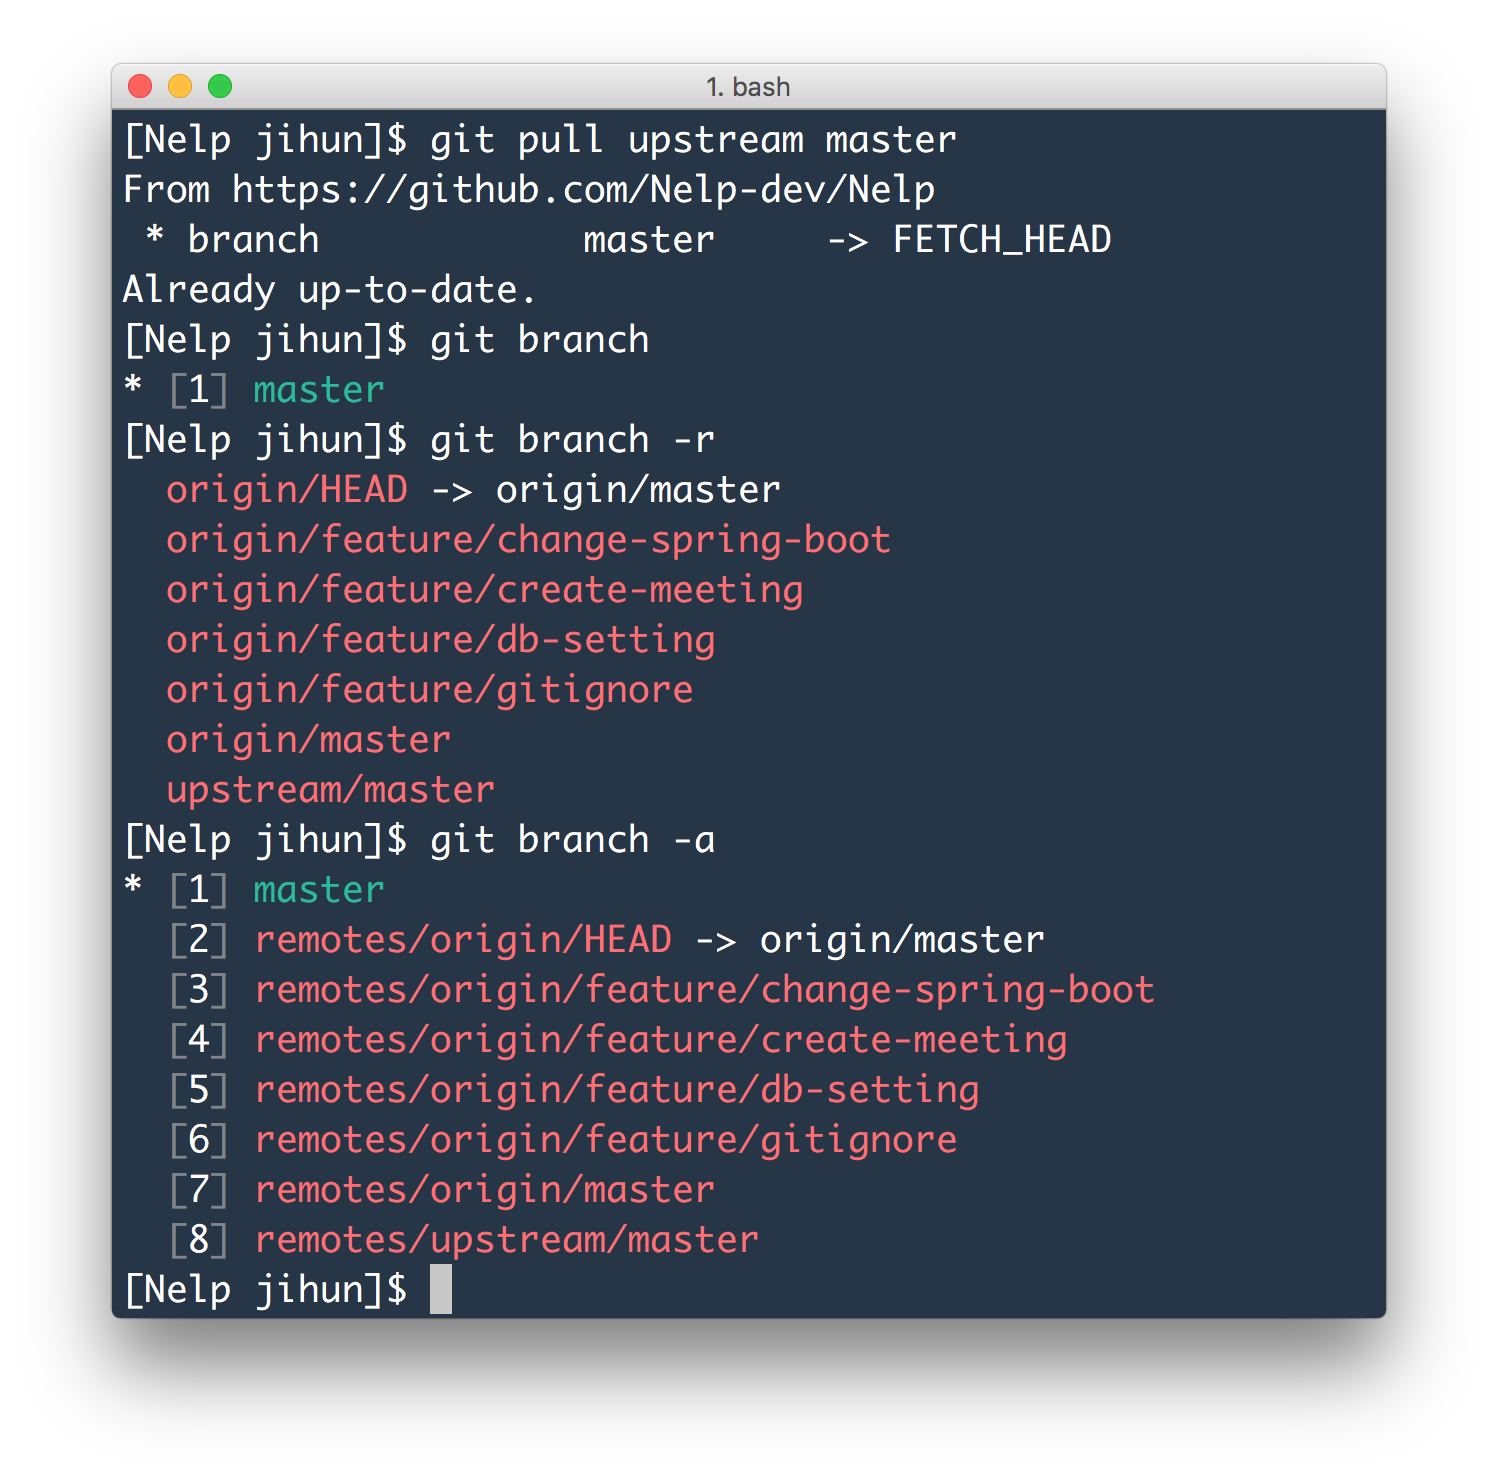 1. bash
[Nelp jihun]$ git pull upstream master
From https://github.com/Nelp-dev/Nelp
 * branch            master     -> FETCH_HEAD
Already up-to-date.
[Nelp jihun]$ git branch
* [1] master
[Nelp jihun]$ git branch -r
  origin/HEAD -> origin/master
  origin/feature/change-spring-boot
  origin/feature/create-meeting
  origin/feature/db-setting
  origin/feature/gitignore
  origin/master
  upstream/master
[Nelp jihun]$ git branch -a
* [1] master
  [2] remotes/origin/HEAD -> origin/master
  [3] remotes/origin/feature/change-spring-boot
  [4] remotes/origin/feature/create-meeting
  [5] remotes/origin/feature/db-setting
  [6] remotes/origin/feature/gitignore
  [7] remotes/origin/master
  [8] remotes/upstream/master
[Nelp jihun]$